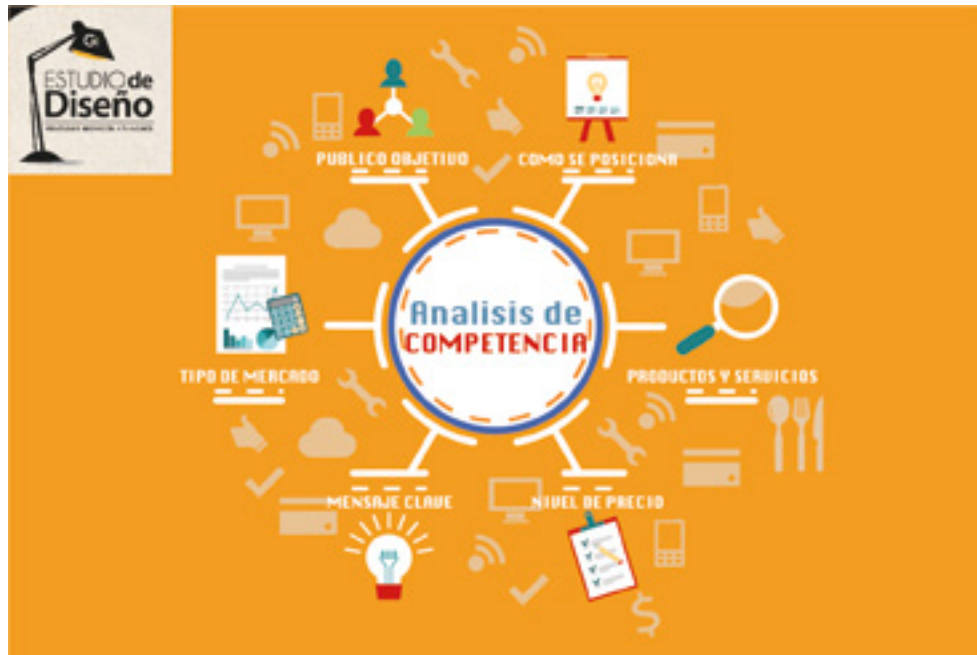 ESTUDIO de
Diseño
PUBLICO OBJETIVO
COMO SE POSICIONA
Analisis de
COMPETENCIA
TIPO DE MERCADO
PRODUCTOS Y SERVICIOS
MENSAJE CLAVE
NIVEL DE PRECIO